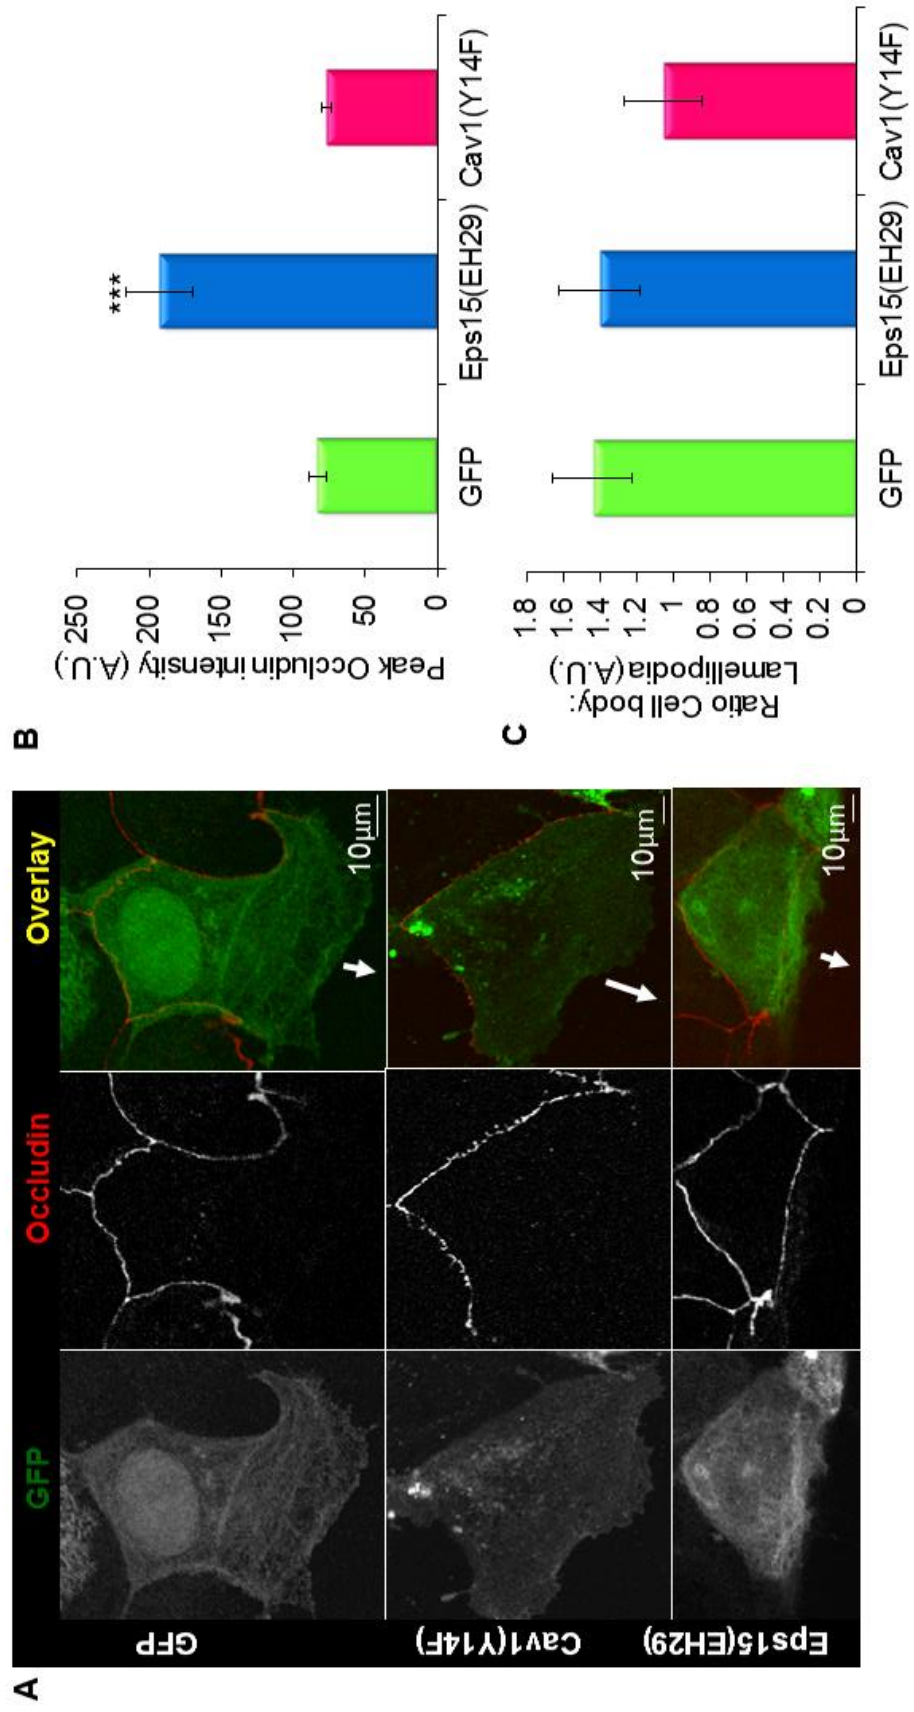 A
GFP
Occludin
Overlay
GFP
10µm
Cav1(Y14F)
10µm
Eps15(EH29)
10µm
B
Peak Occludin intensity (A.U.)
250
200
150
100
50
0
***
GFP
Eps15(EH29)
Cav1(Y14F)
C
Ratio Cell body:
Lamellipodia (A.U.)
1.8
1.6
1.4
1.2
1
0.8
0.6
0.4
0.2
0
GFP
Eps15(EH29)
Cav1(Y14F)